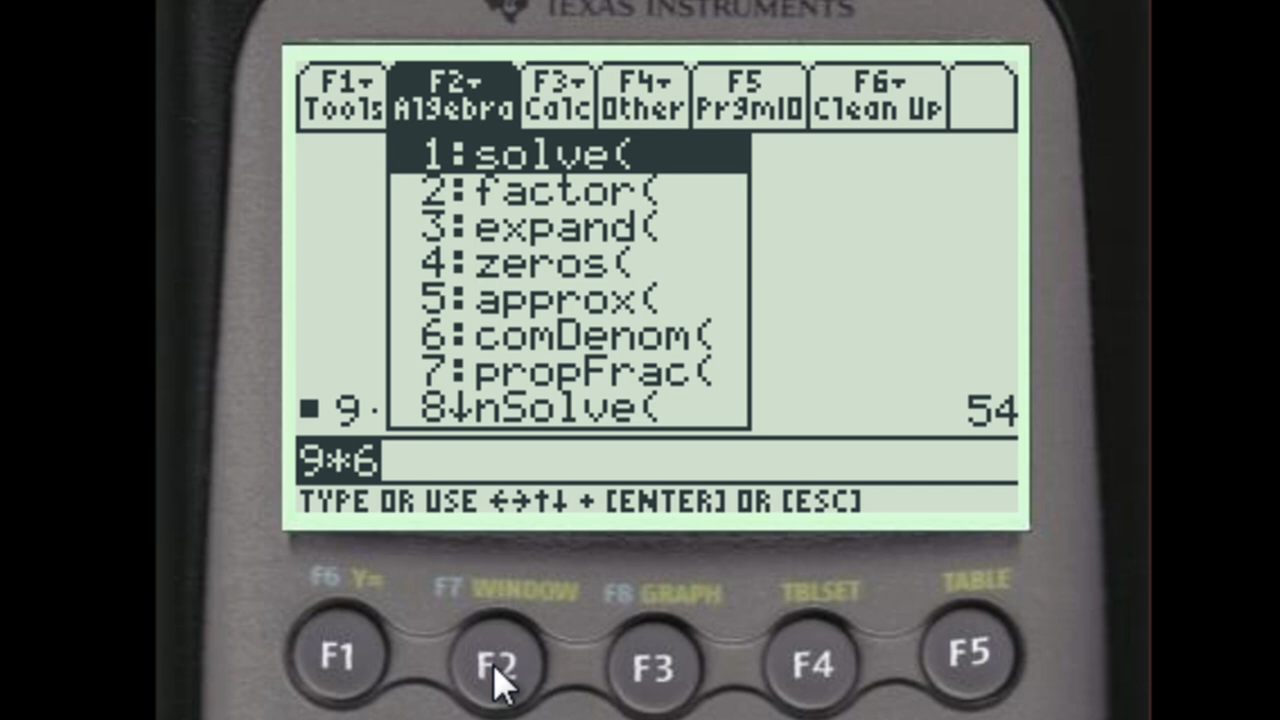 TEXAS INSTRUMENTS
F1▾ F2▾ F3▾ F4▾ F5 F6▾
Tools Algebra Calc Other PrgmIO Clean Up
1:solve(
2:factor(
3:expand(
4:zeros(
5:approx(
6:comDenom(
7:propFrac(
8↓nSolve(
■ 9· 54
9*6
TYPE OR USE ←→↑↓ + [ENTER] OR [ESC]
F6 Y= F7 WINDOW F8 GRAPH TBLSET TABLE
F1 F2 F3 F4 F5